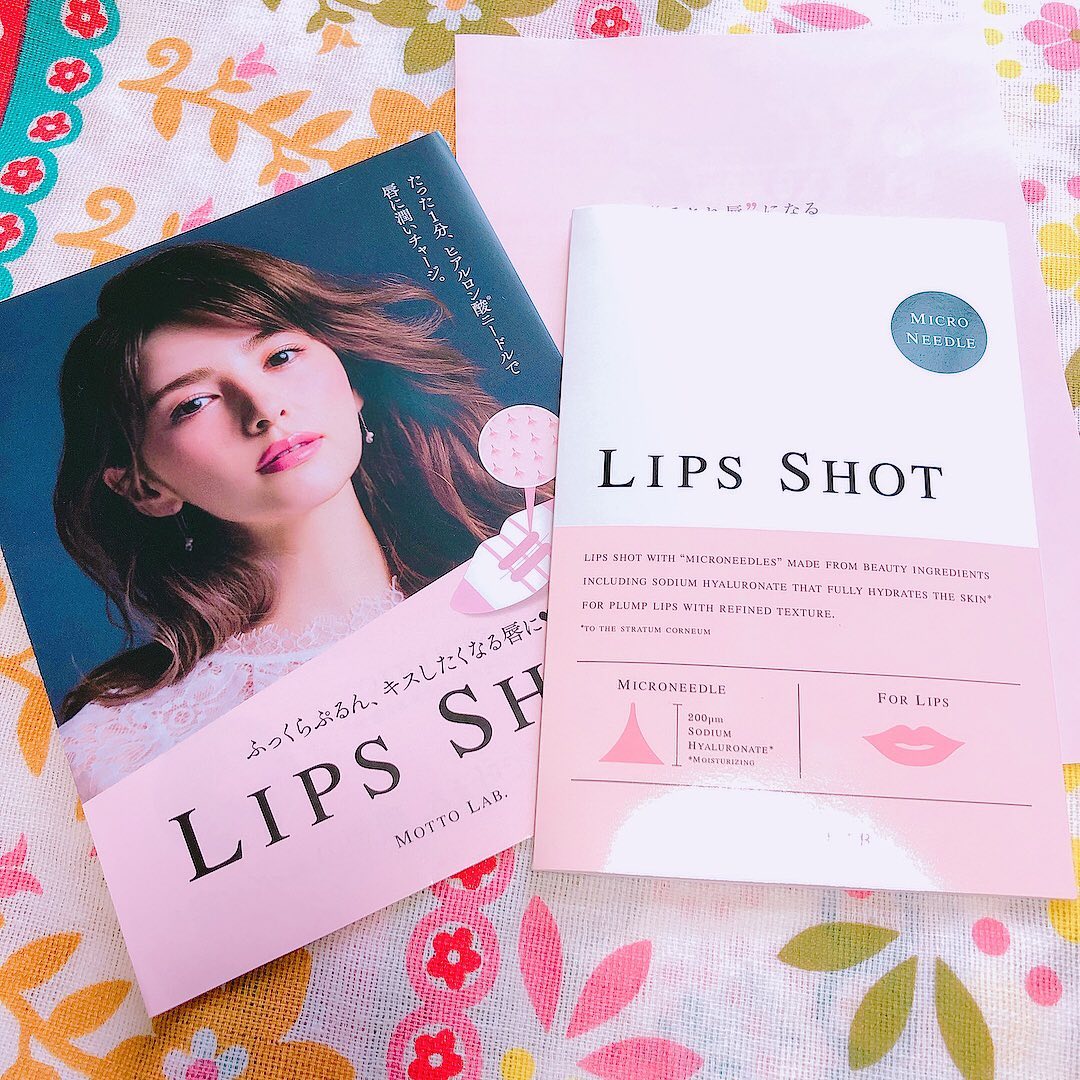 たった1分、ヒアルロン酸*ニードルで
唇に潤いチャージ。
ふっくらぷるん、キスしたくなる唇に
LIPS SH
MOTTO LAB.
唇”になる
MICRO
NEEDLE
LIPS SHOT
LIPS SHOT WITH “MICRONEEDLES” MADE FROM BEAUTY INGREDIENTS
INCLUDING SODIUM HYALURONATE THAT FULLY HYDRATES THE SKIN*
FOR PLUMP LIPS WITH REFINED TEXTURE.
*TO THE STRATUM CORNEUM
MICRONEEDLE
200μm
SODIUM
HYALURONATE*
*MOISTURIZING
FOR LIPS